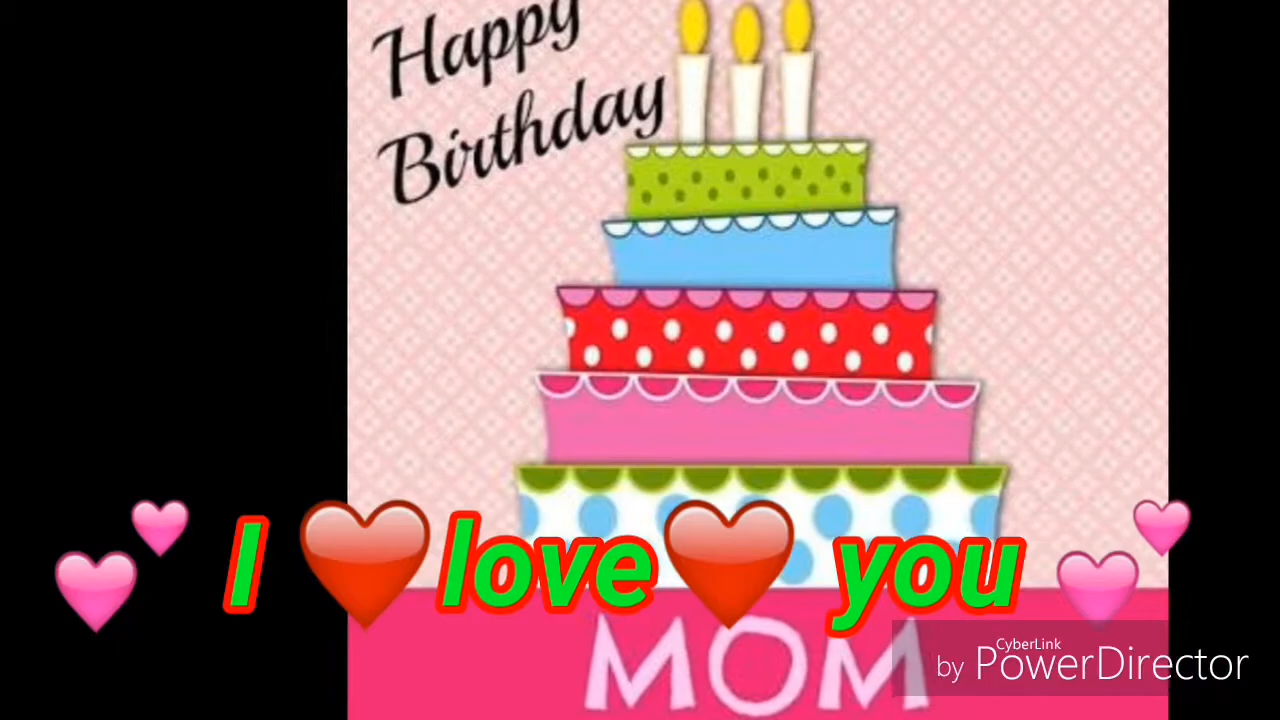 Happy
Birthday
💕 I ❤️ love ❤️ you 💕
MOM
CyberLink
by PowerDirector